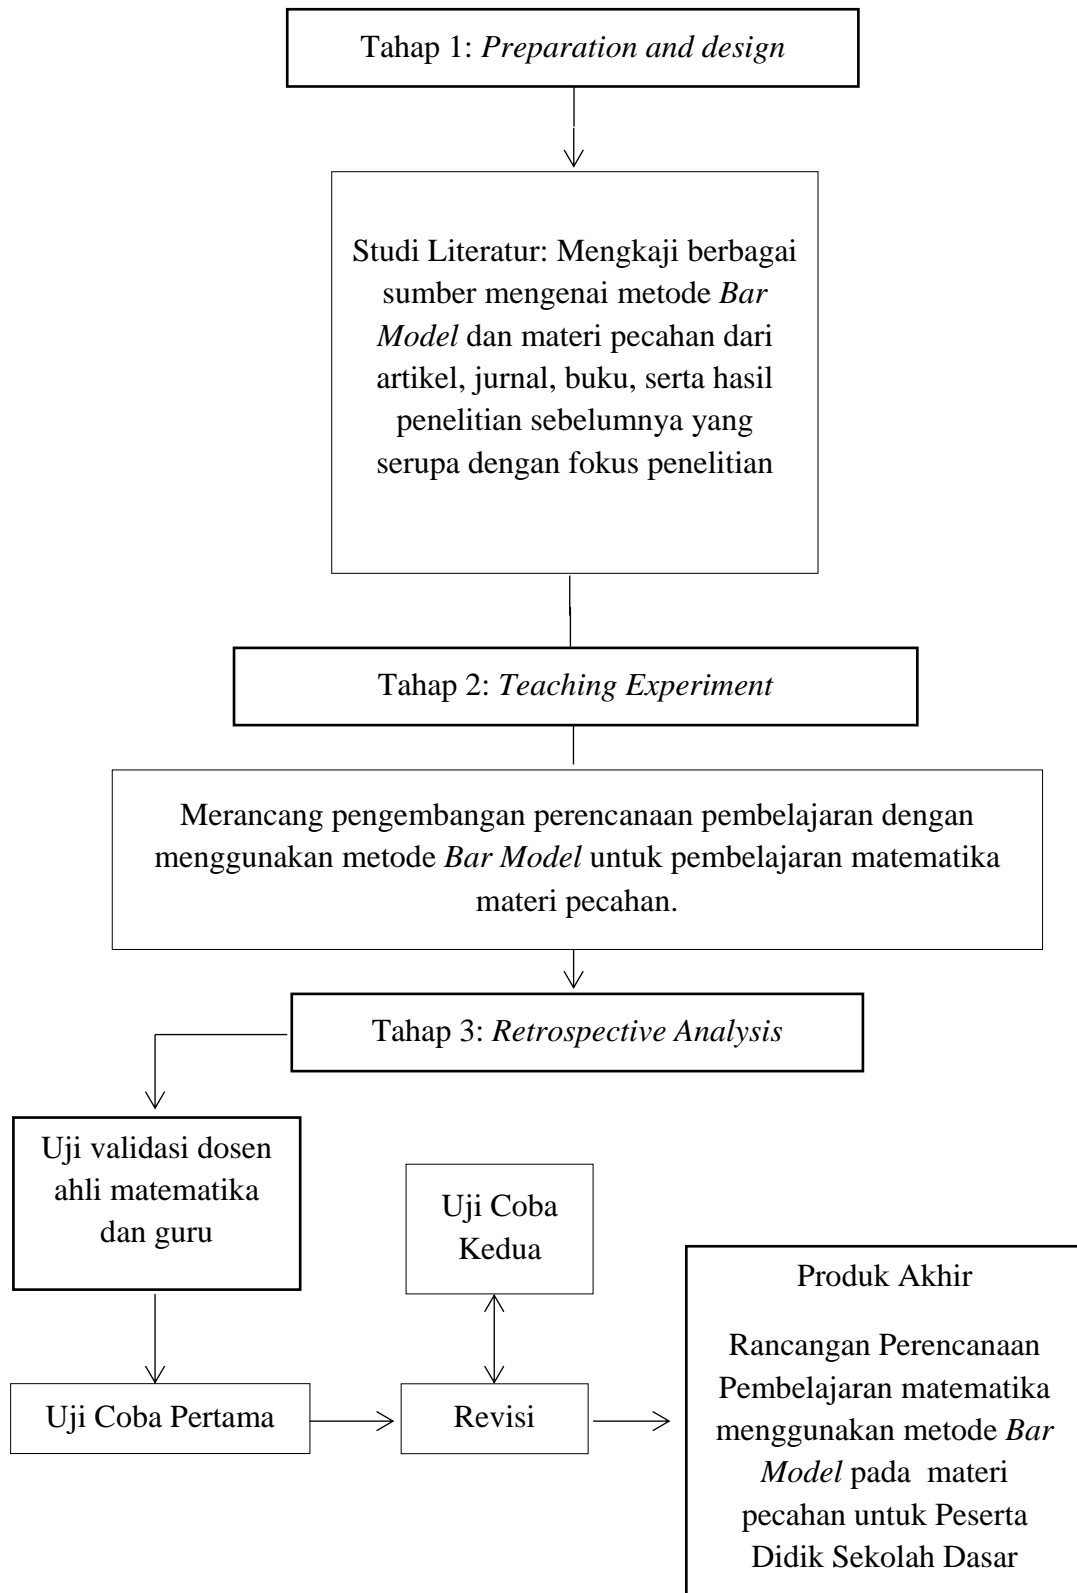 Tahap 1: Preparation and design
Studi Literatur: Mengkaji berbagai
sumber mengenai metode Bar
Model dan materi pecahan dari
artikel, jurnal, buku, serta hasil
penelitian sebelumnya yang
serupa dengan fokus penelitian
Tahap 2: Teaching Experiment
Merancang pengembangan perencanaan pembelajaran dengan
menggunakan metode Bar Model untuk pembelajaran matematika
materi pecahan.
Tahap 3: Retrospective Analysis
Uji validasi dosen
ahli matematika
dan guru
Uji Coba
Kedua
Uji Coba Pertama
Revisi
Produk Akhir
Rancangan Perencanaan
Pembelajaran matematika
menggunakan metode Bar
Model pada materi
pecahan untuk Peserta
Didik Sekolah Dasar